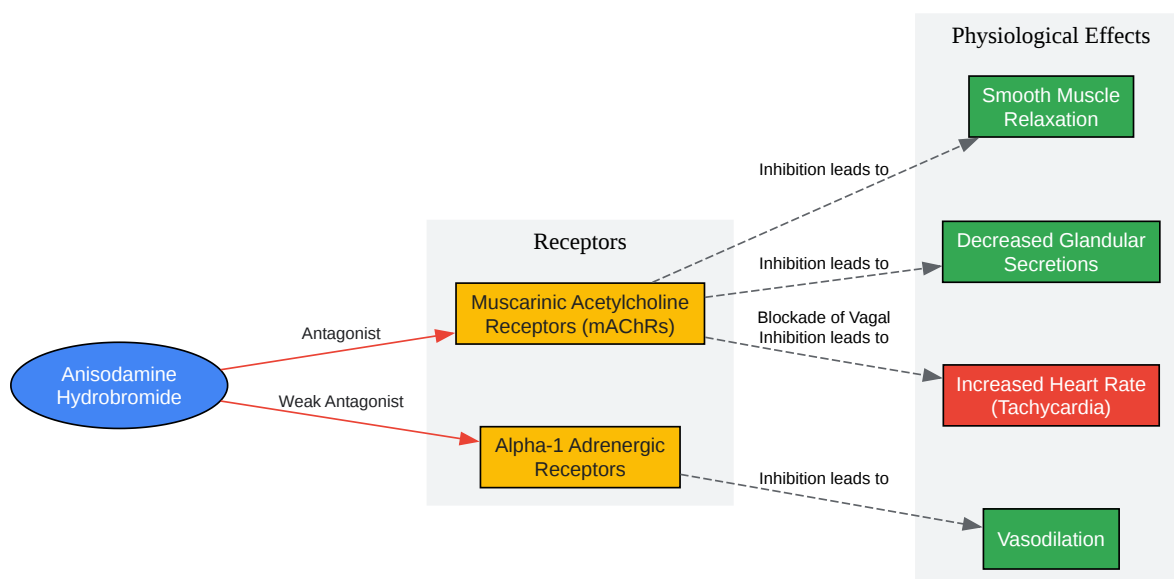 Physiological Effects
Smooth Muscle
Relaxation
Inhibition leads to
Decreased Glandular
Secretions
Receptors
Inhibition leads to
Muscarinic Acetylcholine
Receptors (mAChRs)
Blockade of Vagal
Inhibition leads to
Antagonist
Anisodamine
Hydrobromide
Increased Heart Rate
(Tachycardia)
Weak Antagonist
Alpha-1 Adrenergic
Receptors
Inhibition leads to
Vasodilation